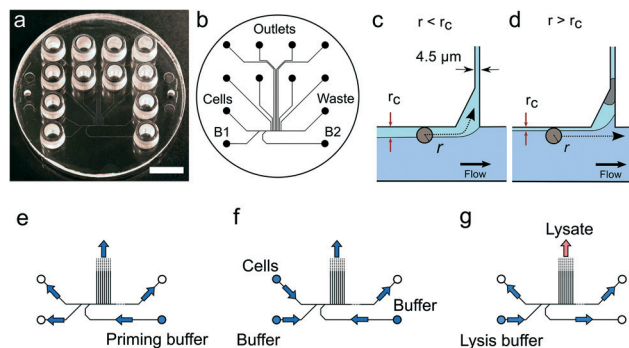 a
b
Outlets
Cells
Waste
B1
B2
c
r < rc
4.5 µm
rc
r
Flow
d
r > rc
rc
r
Flow
e
Priming buffer
f
Cells
Buffer
Buffer
g
Lysate
Lysis buffer